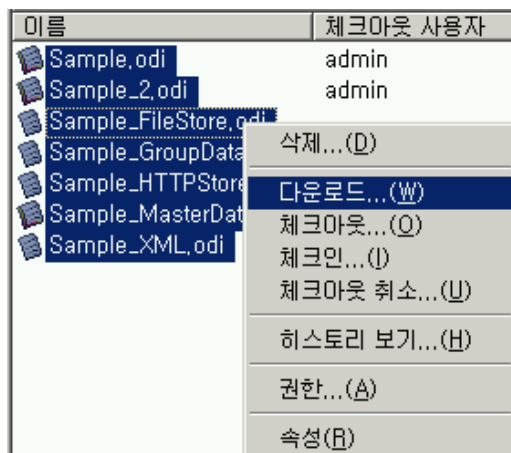 이름 체크아웃 사용자
Sample.odi admin
Sample_2.odi admin
Sample_FileStore.odi
Sample_GroupData
Sample_HTTPStore
Sample_MasterDat
Sample_XML.odi
삭제...(D)
다운로드...(W)
체크아웃...(O)
체크인...(I)
체크아웃 취소...(U)
히스토리 보기...(H)
권한...(A)
속성(R)